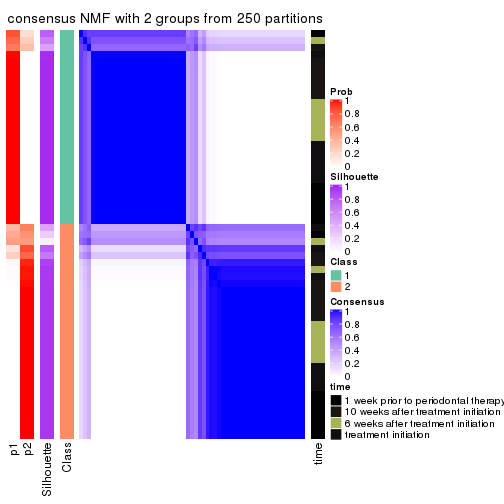 consensus NMF with 2 groups from 250 partitions
Prob
1
0.8
0.6
0.4
0.2
0
Silhouette
1
0.8
0.6
0.4
0.2
0
Class
1
2
Consensus
1
0.8
0.6
0.4
0.2
0
time
1 week prior to periodontal therapy
10 weeks after treatment initiation
6 weeks after treatment initiation
treatment initiation
p1
p2
Silhouette
Class
time